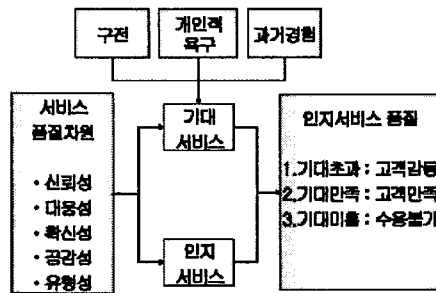 구전
개인적
욕구
과거경험
서비스
품질차원
• 신뢰성
• 대응성
• 확신성
• 공감성
• 유형성
기대
서비스
인지
서비스
인지서비스 품질
1.기대초과 : 고객감동
2.기대만족 : 고객만족
3.기대미흡 : 수용불가